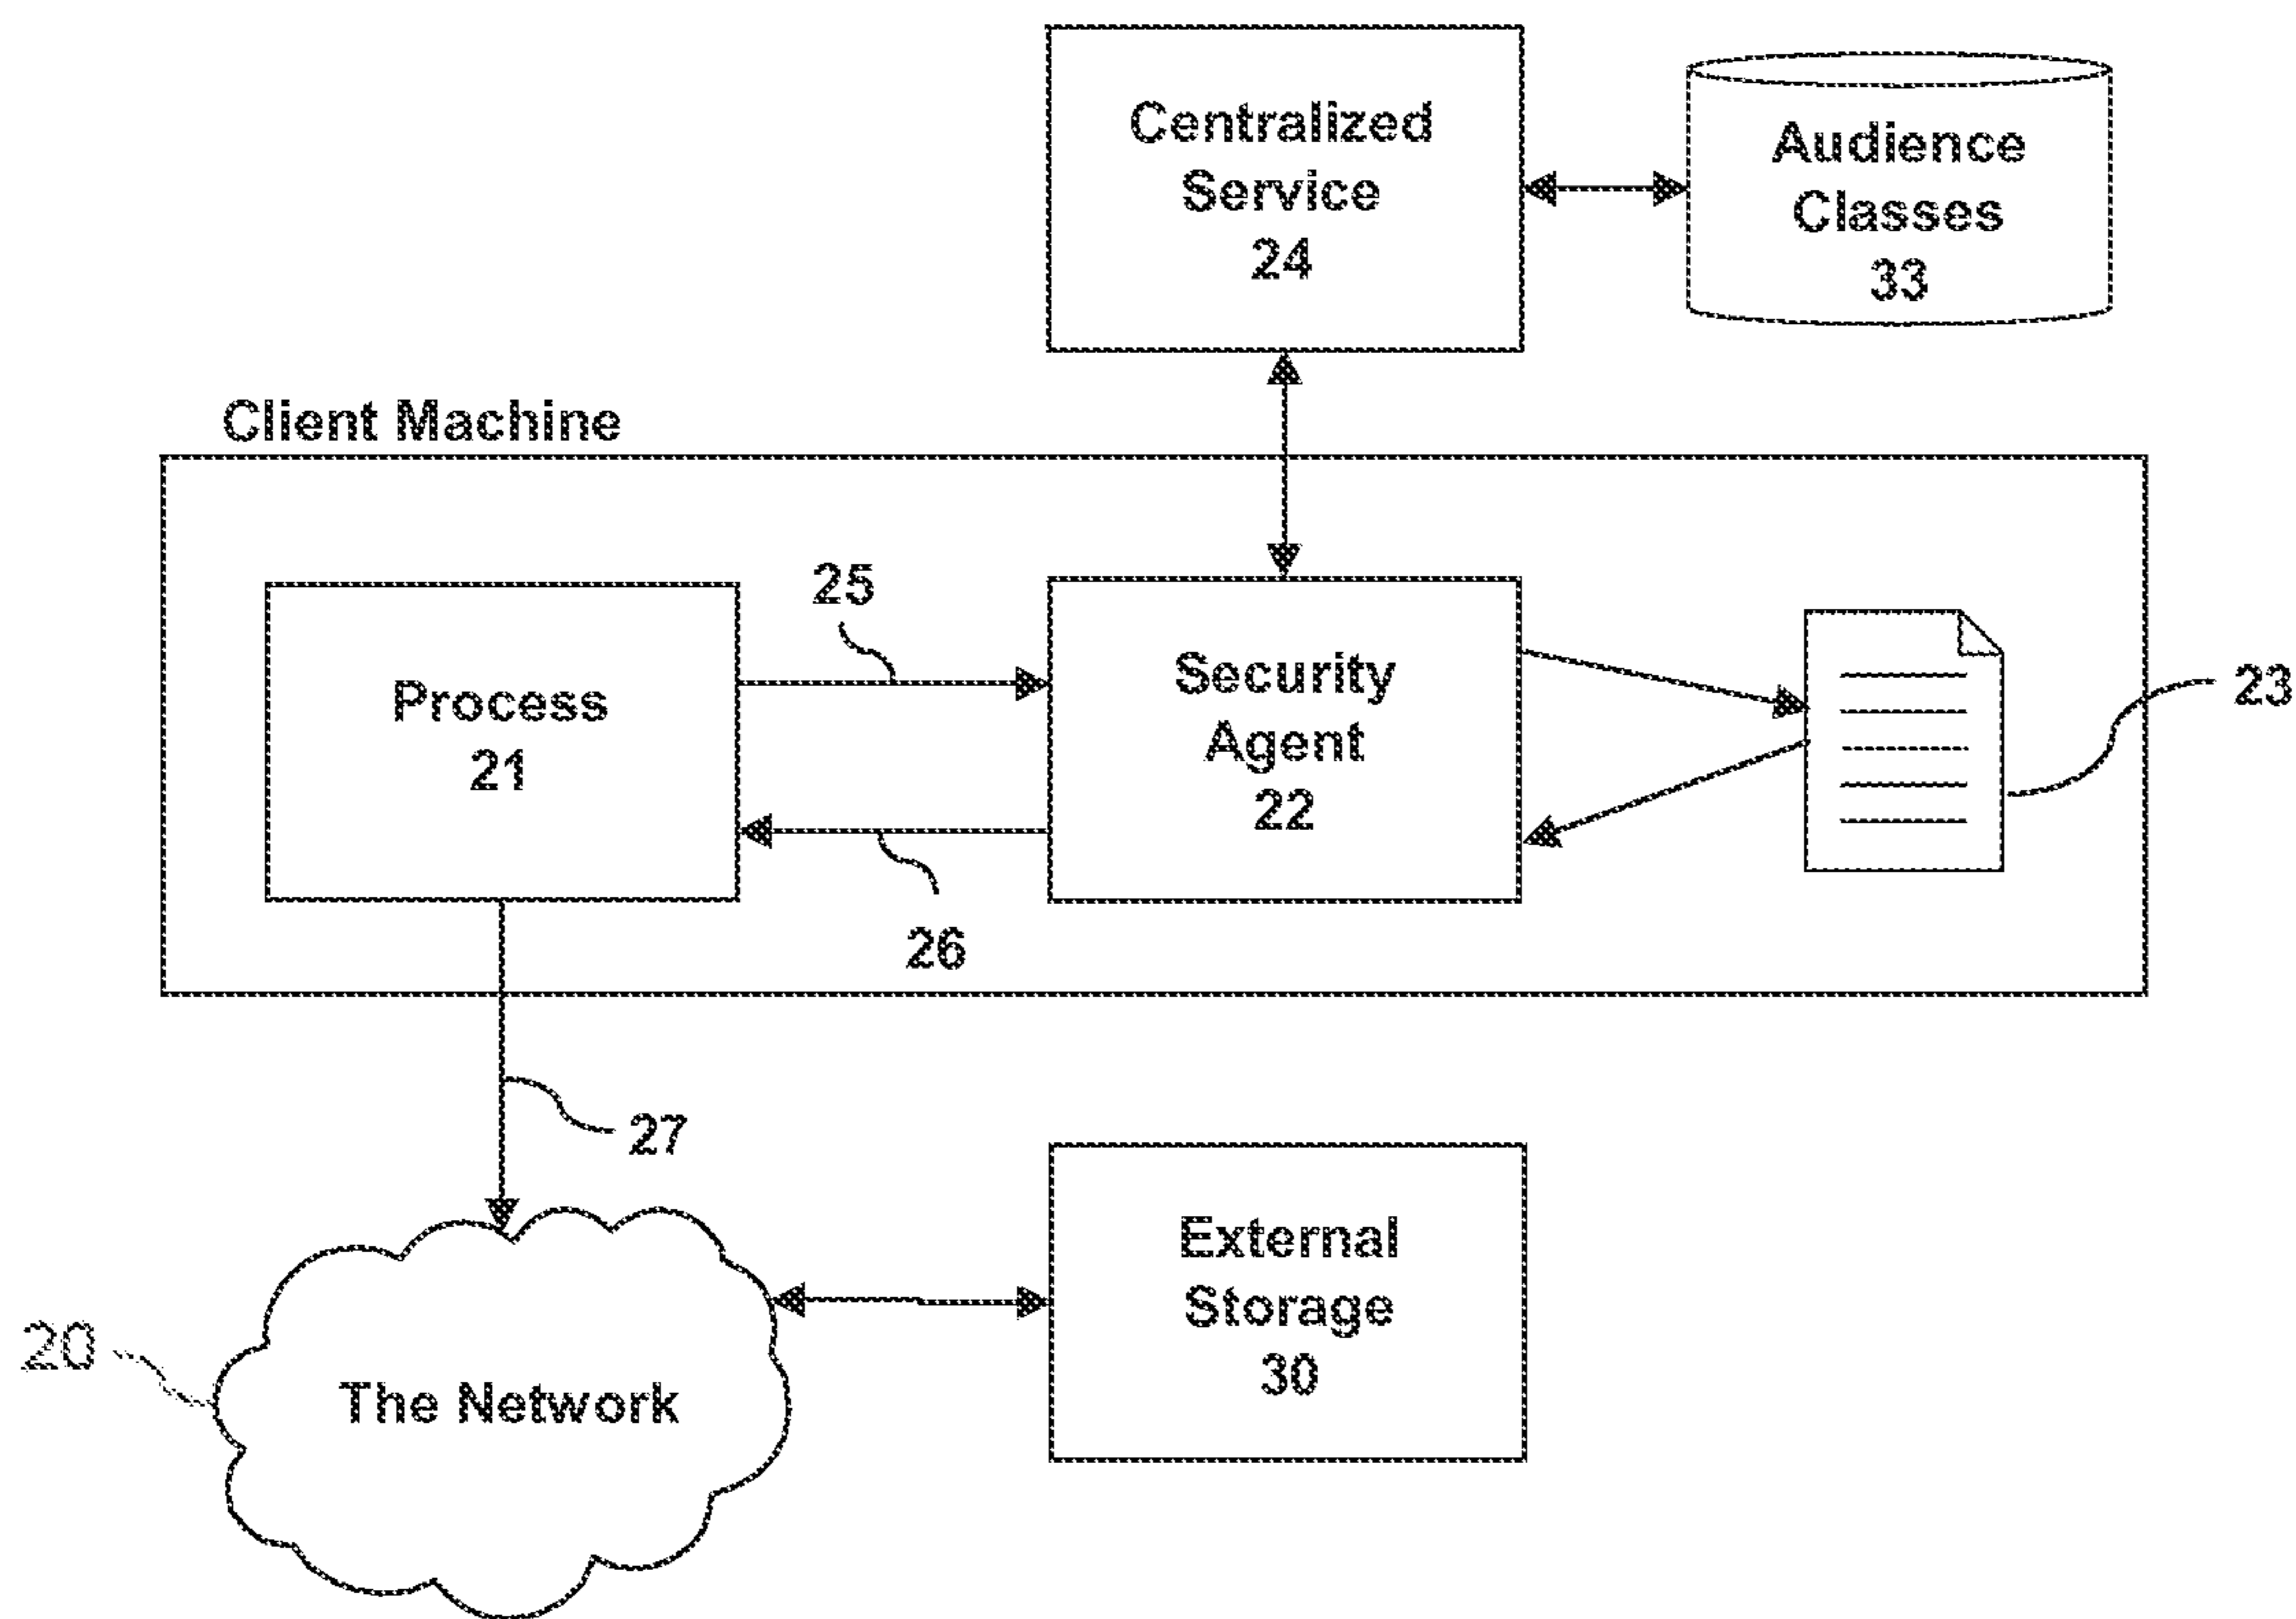 Centralized
Service
24
Audience
Classes
33
Client Machine
25
Process
21
Security
Agent
22
23
26
27
External
Storage
30
20
The Network